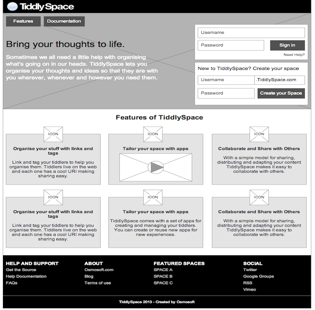 TiddlySpace
Features
Documentation
Bring your thoughts to life.
Sometimes we all need a little help with organising
what's going on in our heads. TiddlySpace lets you
organise your thoughts and ideas so that they are with
you wherever, whenever and however you need them.
Username
Password
Sign in
Need Help?
New to TiddlySpace? Create your space
Username
.TiddlySpace.com
Password
Create your Space
Features of TiddlySpace
ICON
Organise your stuff with links and
tags
Link and tag your tiddlers to help you
organise them. Tiddlers live on the web
and each one has a cool URI making
sharing easy.
ICON
Tailor your space with apps
ICON
Collaborate and Share with Others
With a simple model for sharing,
distributing and adapting your content
TiddlySpace makes it easy to
collaborate with others.
ICON
Organise your stuff with links and
tags
Link and tag your tiddlers to help you
organise them. Tiddlers live on the web
and each one has a cool URI making
sharing easy.
ICON
Tailor your space with apps
TiddlySpace comes with a set of apps for
creating and managing your tiddlers.
You can create or reuse new apps for
new experiences.
ICON
Collaborate and Share with Others
With a simple model for sharing,
distributing and adapting your content
TiddlySpace makes it easy to
collaborate with others.
HELP AND SUPPORT
Get the Source
Help Documentation
FAQs
ABOUT
Osmosoft.com
Blog
Terms of use
FEATURED SPACES
SPACE A
SPACE B
SPACE C
SOCIAL
Twitter
Google Groups
RSS
Vimeo
TiddlySpace 2010 - Created by Osmosoft